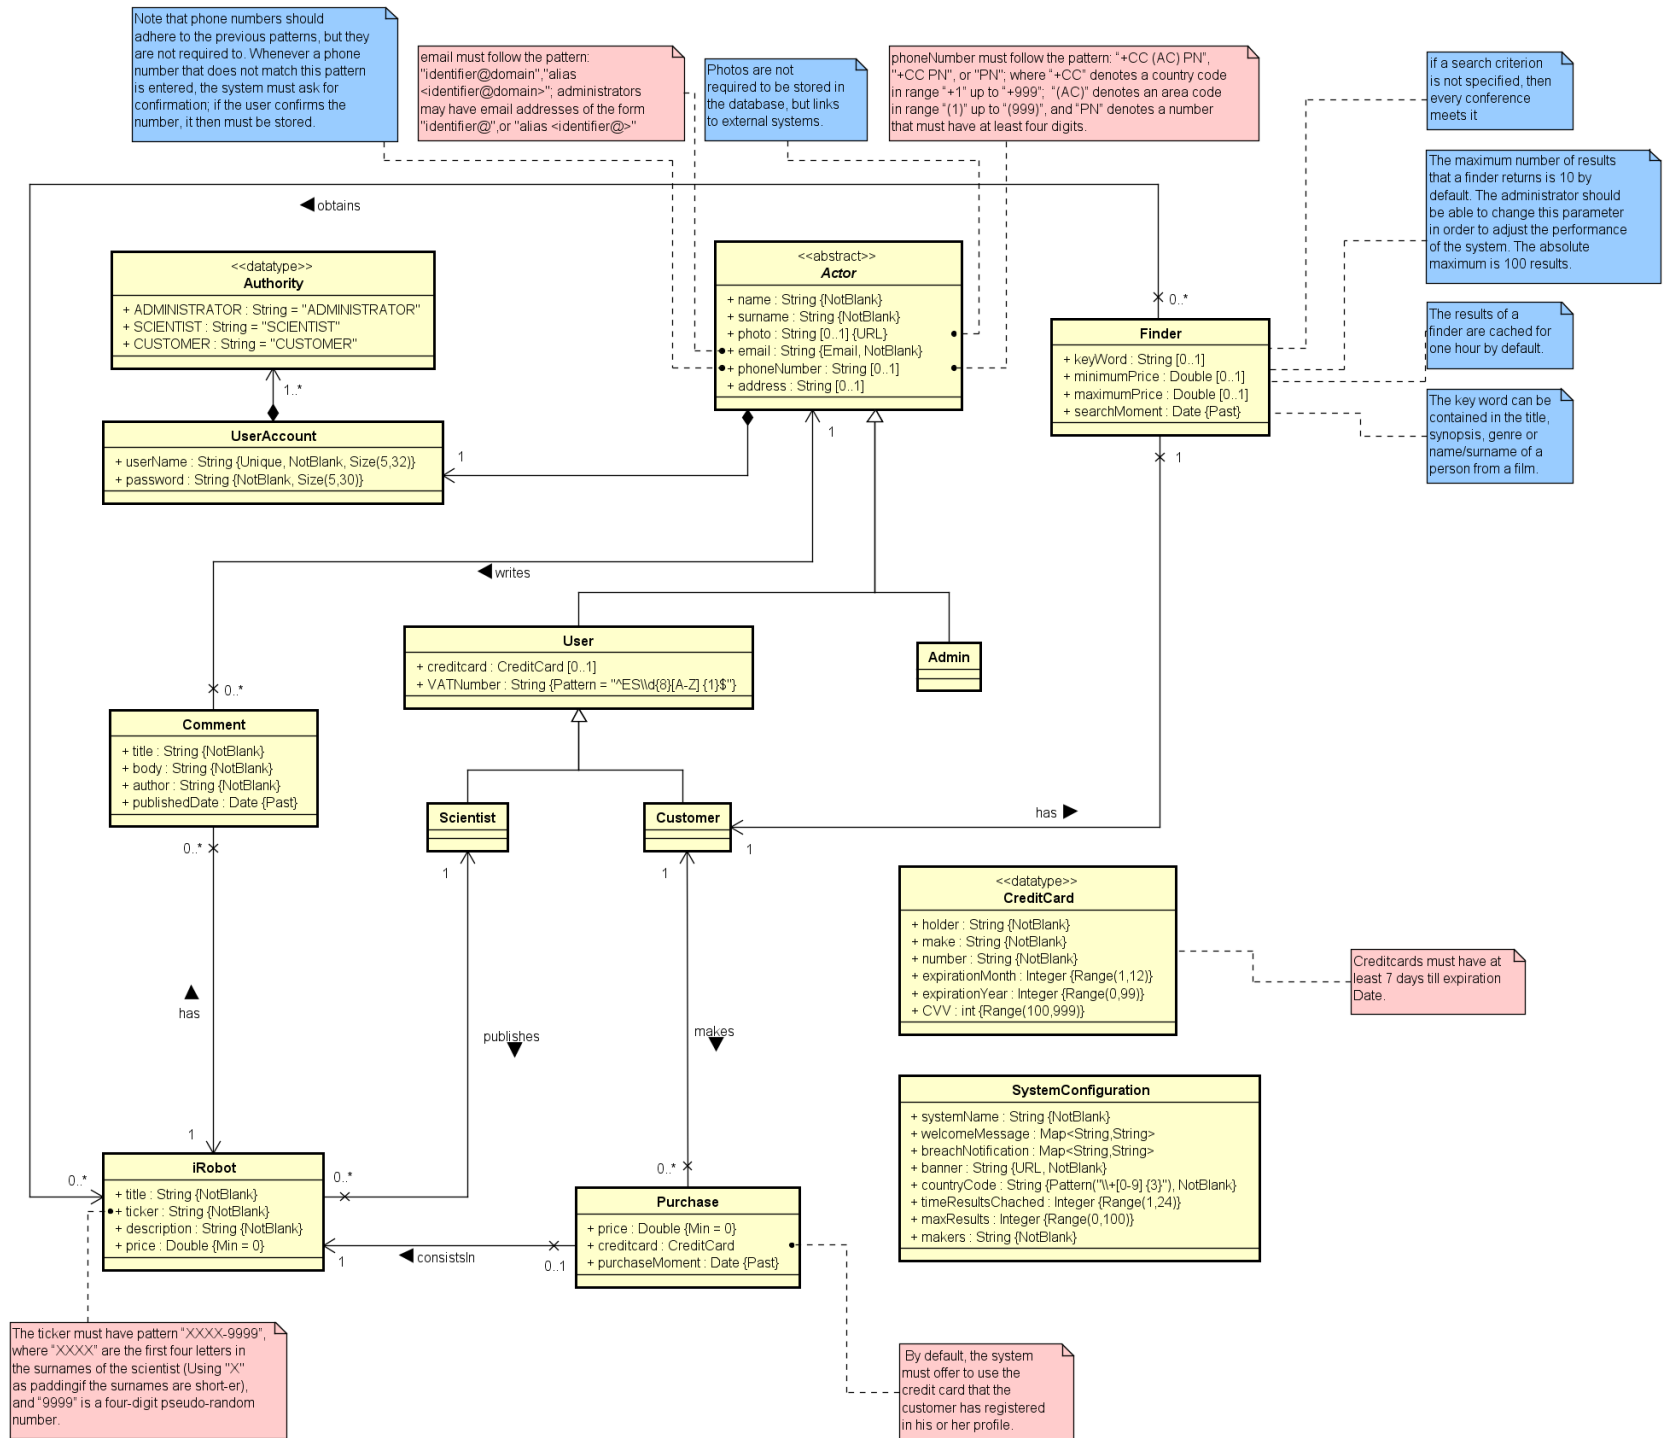 Note that phone numbers should
adhere to the previous patterns, but they
are not required to. Whenever a phone
number that does not match this pattern
is entered, the system must ask for
confirmation; if the user confirms the
number, it then must be stored.
email must follow the pattern:
"identifier@domain","alias
<identifier@domain>"; administrators
may have email addresses of the form
"identifier@",or "alias <identifier@>"
Photos are not
required to be stored in
the database, but links
to external systems.
phoneNumber must follow the pattern: “+CC (AC) PN”,
"+CC PN", or "PN"; where “+CC” denotes a country code
in range “+1” up to “+999”;  “(AC)” denotes an area code
in range “(1)” up to “(999)”, and “PN” denotes a number
that must have at least four digits.
if a search criterion
is not specified, then
every conference
meets it
The maximum number of results
that a finder returns is 10 by
default. The administrator should
be able to change this parameter
in order to adjust the performance
of the system. The absolute
maximum is 100 results.
The results of a
finder are cached for
one hour by default.
The key word can be
contained in the title,
synopsis, genre or
name/surname of a
person from a film.
◀ obtains
<<datatype>>
Authority
+ ADMINISTRATOR : String = "ADMINISTRATOR"
+ SCIENTIST : String = "SCIENTIST"
+ CUSTOMER : String = "CUSTOMER"
1..*
<<abstract>>
Actor
+ name : String {NotBlank}
+ surname : String {NotBlank}
+ photo : String [0..1] {URL}
+ email : String {Email, NotBlank}
+ phoneNumber : String [0..1]
+ address : String [0..1]
1
0..*
Finder
+ keyWord : String [0..1]
+ minimumPrice : Double [0..1]
+ maximumPrice : Double [0..1]
+ searchMoment : Date {Past}
1
UserAccount
+ userName : String {Unique, NotBlank, Size(5,32)}
+ password : String {NotBlank, Size(5,30)}
1
◀ writes
User
+ creditcard : CreditCard [0..1]
+ VATNumber : String {Pattern = "^ES\\d{8}[A-Z] {1}$"}
Admin
0..*
Comment
+ title : String {NotBlank}
+ body : String {NotBlank}
+ author : String {NotBlank}
+ publishedDate : Date {Past}
0..*
Scientist
1
Customer
1
1
has ▶
<<datatype>>
CreditCard
+ holder : String {NotBlank}
+ make : String {NotBlank}
+ number : String {NotBlank}
+ expirationMonth : Integer {Range(1,12)}
+ expirationYear : Integer {Range(0,99)}
+ CVV : int {Range(100,999)}
Creditcards must have at
least 7 days till expiration
Date.
▲
has
publishes
▼
makes
▼
SystemConfiguration
+ systemName : String {NotBlank}
+ welcomeMessage : Map<String,String>
+ breachNotification : Map<String,String>
+ banner : String {URL, NotBlank}
+ countryCode : String {Pattern("\\+[0-9] {3}"), NotBlank}
+ timeResultsChached : Integer {Range(1,24)}
+ maxResults : Integer {Range(0,100)}
+ makers : String {NotBlank}
1
0..*
iRobot
+ title : String {NotBlank}
+ ticker : String {NotBlank}
+ description : String {NotBlank}
+ price : Double {Min = 0}
0..*
1
◀ consistsIn
0..1
0..*
Purchase
+ price : Double {Min = 0}
+ creditcard : CreditCard
+ purchaseMoment : Date {Past}
The ticker must have pattern “XXXX-9999”,
where “XXXX” are the first four letters in
the surnames of the scientist (Using "X"
as paddingif the surnames are short-er),
and “9999” is a four-digit pseudo-random
number.
By default, the system
must offer to use the
credit card that the
customer has registered
in his or her profile.